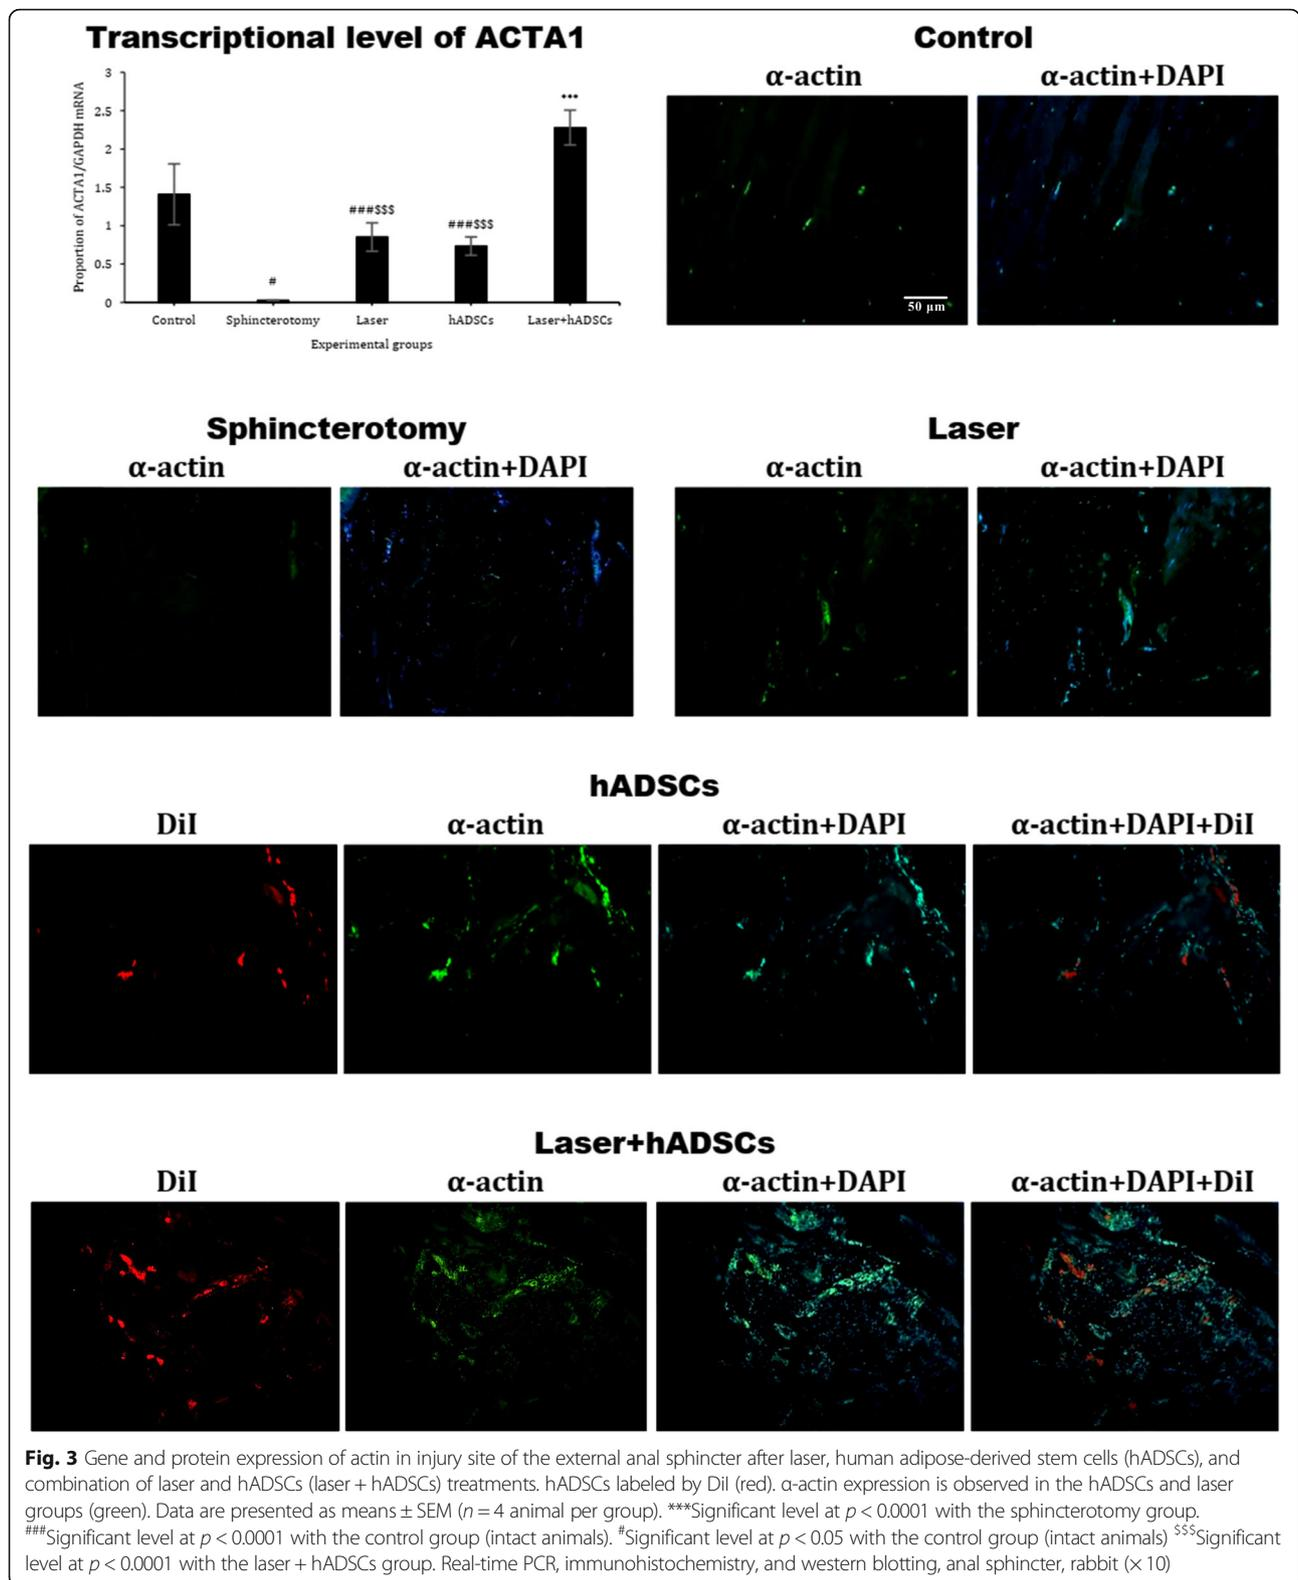 Transcriptional level of ACTA1
Proportion of ACTA1/GAPDH mRNA
3
2.5
2
1.5
1
0.5
0
#
###$$$
###$$$
***
Control Sphincterotomy Laser hADSCs Laser+hADSCs
Experimental groups
Control
α-actin α-actin+DAPI
50 μm
Sphincterotomy
α-actin α-actin+DAPI
Laser
α-actin α-actin+DAPI
hADSCs
DiI α-actin α-actin+DAPI α-actin+DAPI+DiI
Laser+hADSCs
DiI α-actin α-actin+DAPI α-actin+DAPI+DiI
Fig. 3 Gene and protein expression of actin in injury site of the external anal sphincter after laser, human adipose-derived stem cells (hADSCs), and
combination of laser and hADSCs (laser + hADSCs) treatments. hADSCs labeled by DiI (red). α-actin expression is observed in the hADSCs and laser
groups (green). Data are presented as means ± SEM (n = 4 animal per group). ***Significant level at p < 0.0001 with the sphincterotomy group.
###Significant level at p < 0.0001 with the control group (intact animals). #Significant level at p < 0.05 with the control group (intact animals) $$$Significant
level at p < 0.0001 with the laser + hADSCs group. Real-time PCR, immunohistochemistry, and western blotting, anal sphincter, rabbit (× 10)